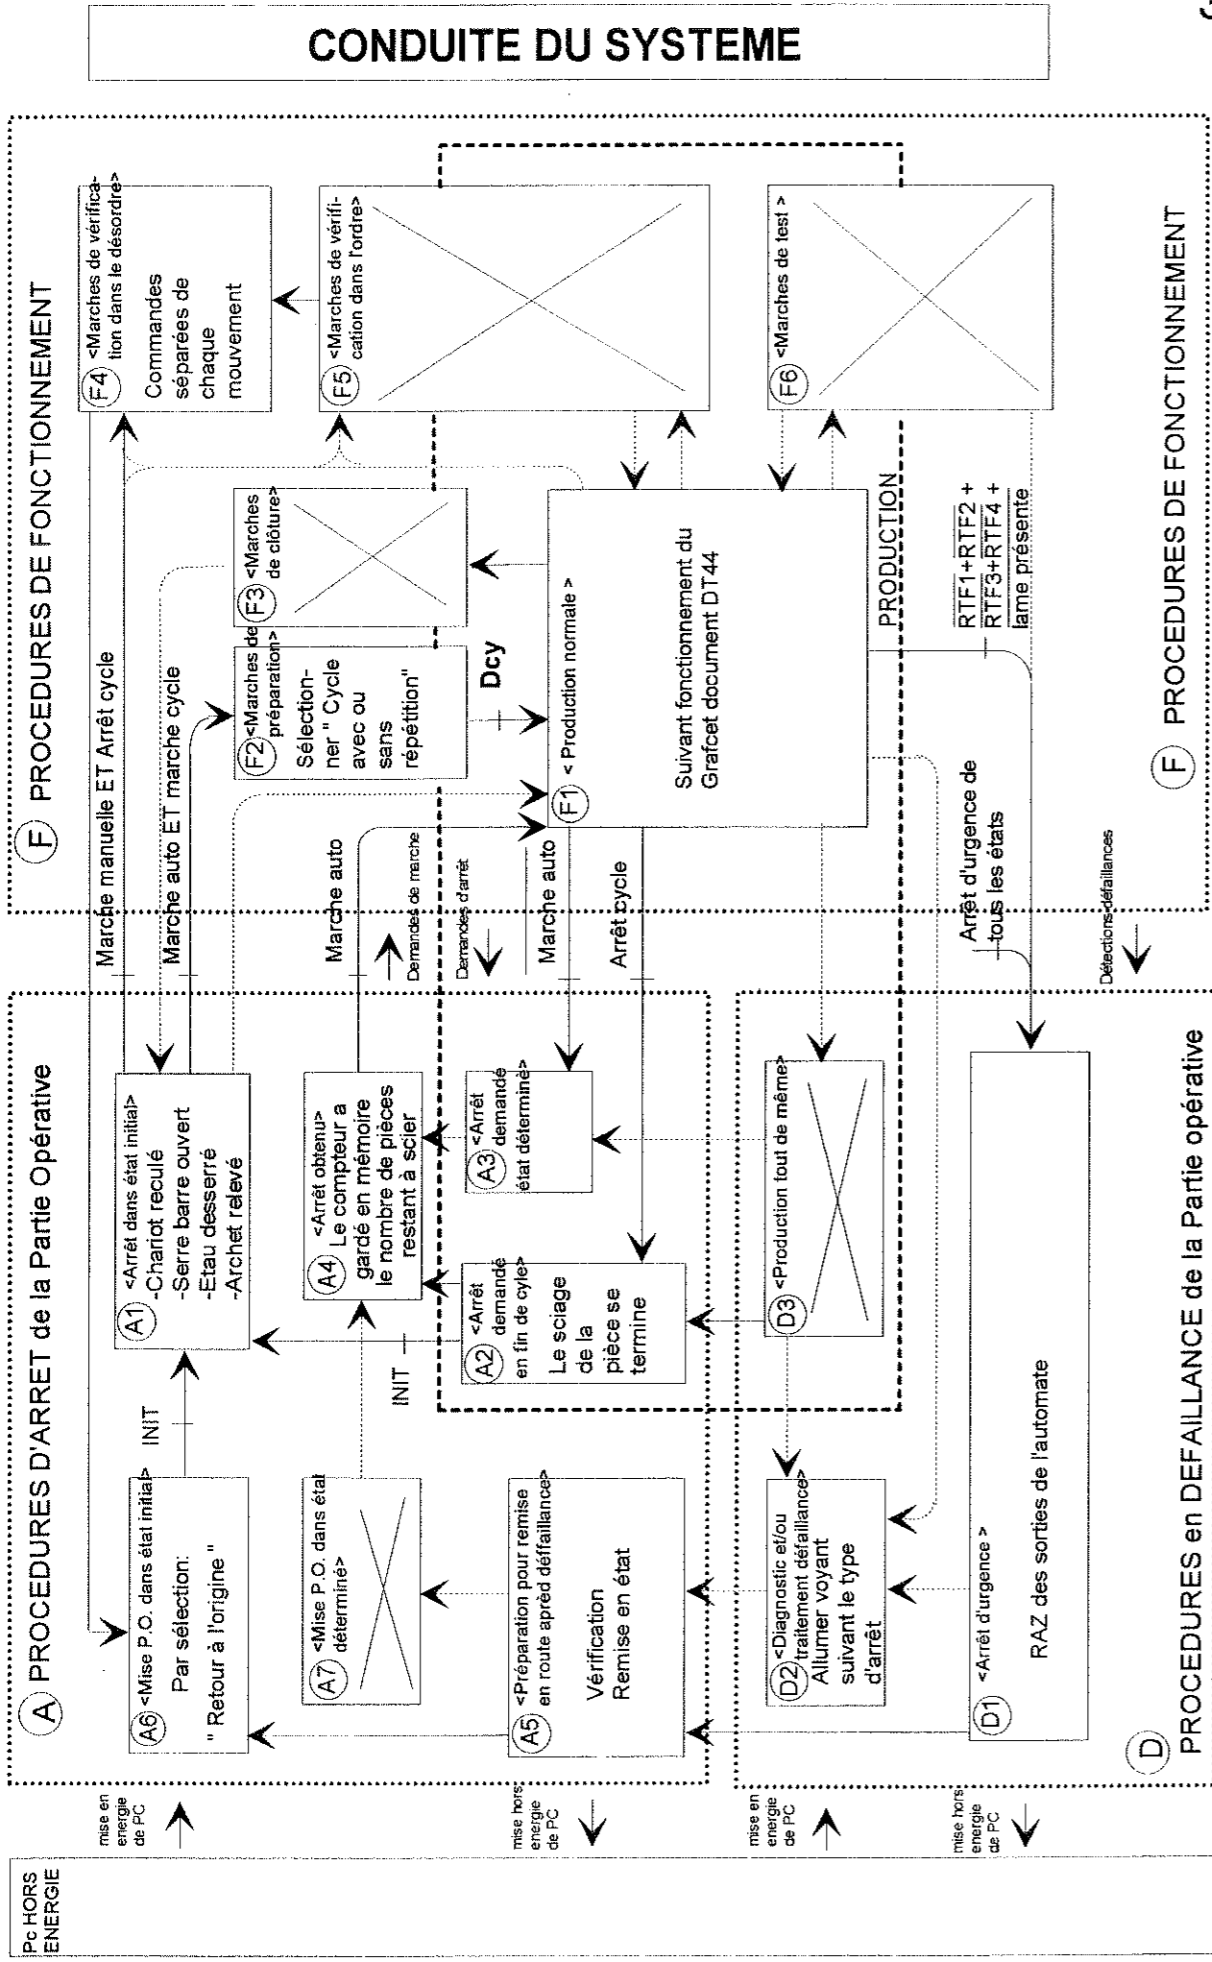 CONDUITE DU SYSTEME
Pc HORS
ENERGIE
mise en
energie
de PC
mise hors
energie
de PC
mise en
energie
de PC
mise hors
energie
de PC
A PROCEDURES D'ARRET de la Partie Opérative
A6 <Mise P.O. dans état initial>
Par sélection:
" Retour à l'origine "
INIT
A1 <Arrêt dans état initial>
-Chariot reculé
-Serre barre ouvert
-Etau desserré
-Archet relevé
A7 <Mise P.O. dans état
déterminé>
A4 <Arrêt obtenu>
Le compteur a
gardé en mémoire
le nombre de pièces
restant à scier
INIT
A5 <Préparation pour remise
en route aprèd déffaillance>
Vérification
Remise en état
A2 <Arrêt
demandé
en fin de cyle>
Le sciage
de la
pièce se
termine
A3 <Arrêt
demandé
état déterminé>
D2 <Diagnostic et/ou
traitement défaillance>
Allumer voyant
suivant le type
d'arrêt
D3 <Production tout de même>
D1 <Arrêt d'urgence >
RAZ des sorties de l'automate
D PROCEDURES en DEFAILLANCE de la Partie opérative
Marche manuelle ET Arrêt cycle
Marche auto ET marche cycle
Marche auto
Demandes de marche
Demandes d'arrêt
Marche auto
Arrêt cycle
Arrêt d'urgence de
tous les états
Détections défaillances
F PROCEDURES DE FONCTIONNEMENT
F4 <Marches de vérifica-
tion dans le désordre>
Commandes
séparées de
chaque
mouvement
F2 <Marches de
préparation>
Sélection-
ner " Cycle
avec ou
sans
répétition"
F3 <Marches
de clôture>
F5 <Marches de vérifi-
cation dans l'ordre>
Dcy
F1 < Production normale >
Suivant fonctionnement du
Grafcet document DT44
F6 <Marches de test >
PRODUCTION
RTF1+RTF2 +
RTF3+RTF4 +
lame présente
F PROCEDURES DE FONCTIONNEMENT